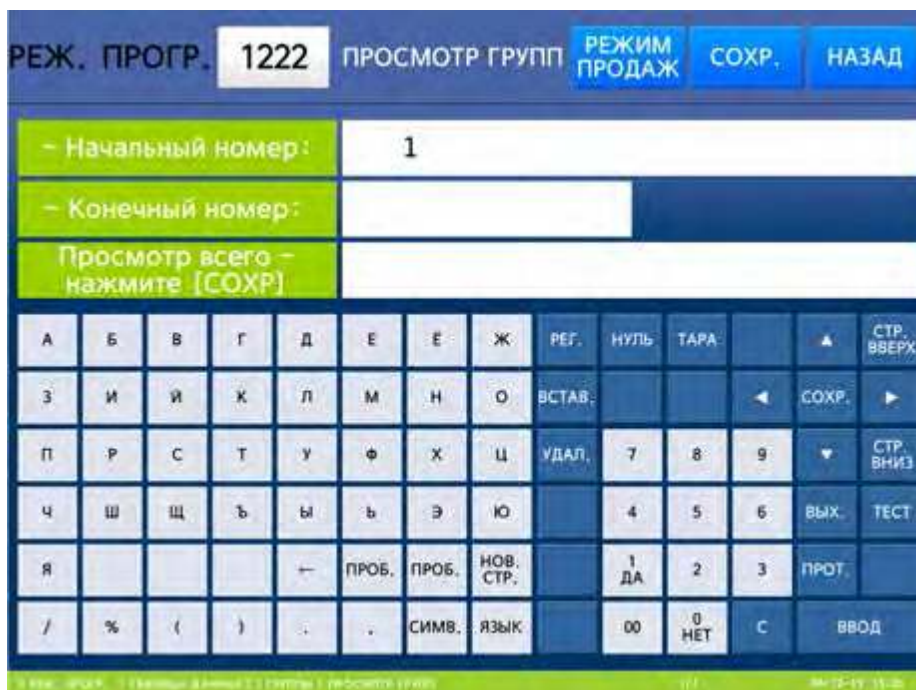 РЕЖ. ПРОГР. 1222 ПРОСМОТР ГРУПП РЕЖИМ ПРОДАЖ СОХР. НАЗАД
- Начальный номер: 1
- Конечный номер:
Просмотр всего -
нажмите [СОХР]
А Б В Г Д Е Ё Ж РЕГ. НУЛЬ ТАРА ▲ СТР. ВВЕРХ
З И Й К Л М Н О ВСТАВ. ◀ СОХР. ▶
П Р С Т У Ф Х Ц УДАЛ. 7 8 9 ▼ СТР. ВНИЗ
Ч Ш Щ Ъ Ы Ь Э Ю 4 5 6 ВЫХ. ТЕСТ
Я ← ПРОБ. ПРОБ. НОВ. СТР. 1 ДА 2 3 ПРОТ.
/ % ( ) . . СИМВ. ЯЗЫК 00 0 НЕТ С ВВОД